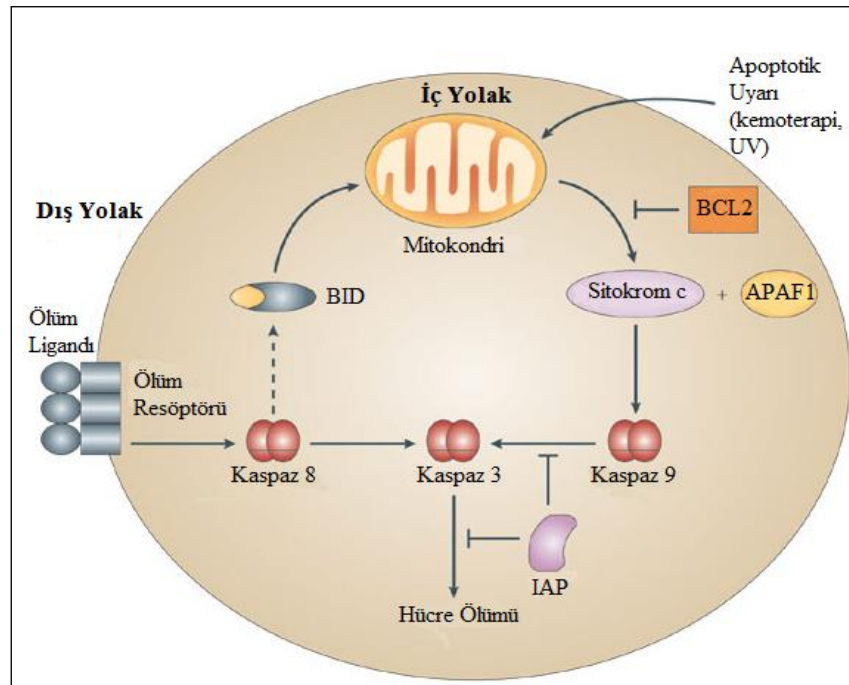 Apoptotik
Uyarı
(kemoterapi,
UV)
İç Yolak
Dış Yolak
Mitokondri
BCL2
BID
Sitokrom c + APAF1
Ölüm
Ligandı
Ölüm
Resöptörü
Kaspaz 8
Kaspaz 3
Kaspaz 9
IAP
Hücre Ölümü